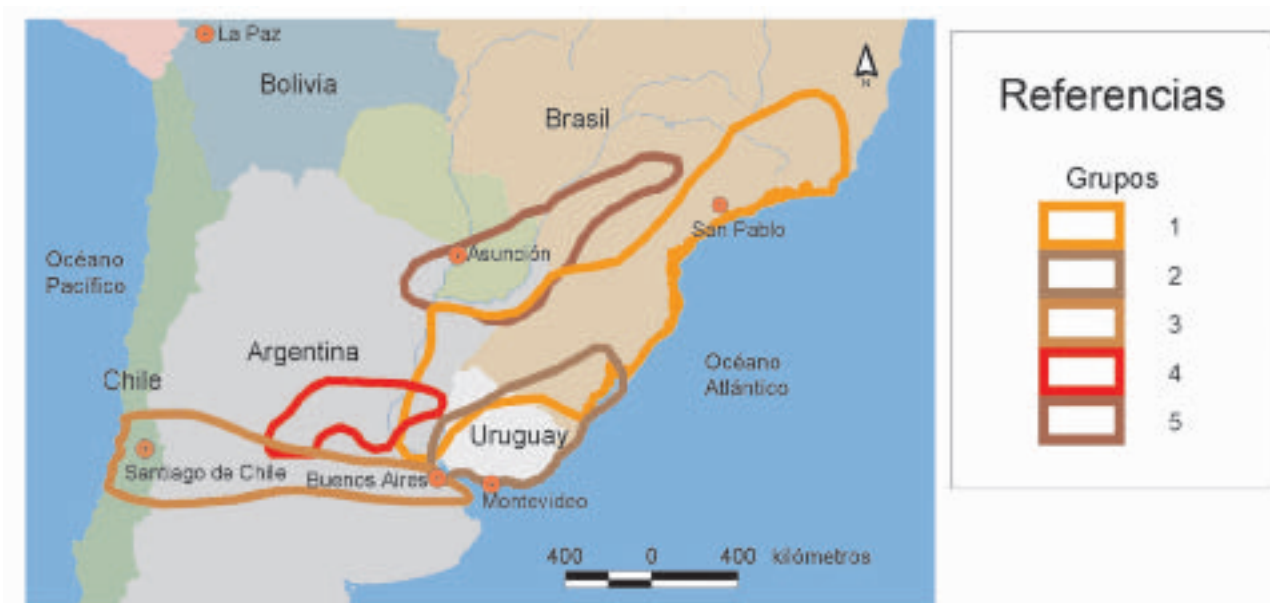 La Paz
Bolivia
Brasil
N
San Pablo
Asunción
Océano
Pacífico
Argentina
Océano
Atlántico
Chile
Uruguay
Santiago de Chile
Buenos Aires
Montevideo
400 0 400 kilómetros
Referencias
Grupos
1
2
3
4
5